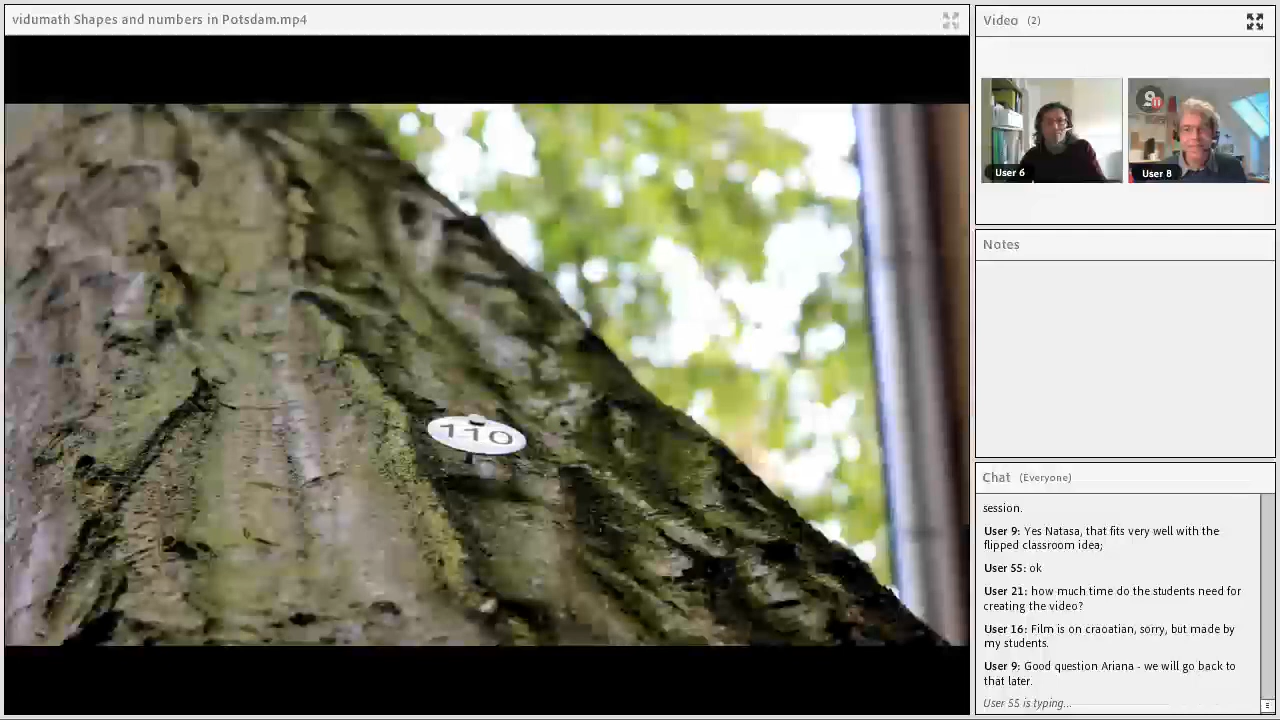 vidumath Shapes and numbers in Potsdam.mp4
110
Video (2)
User 6
User 8
Notes
Chat (Everyone)
session.
User 9: Yes Natasa, that fits very well with the
flipped classroom idea;
User 55: ok
User 21: how much time do the students need for
creating the video?
User 16: Film is on craoatian, sorry, but made by
my students.
User 9: Good question Ariana - we will go back to
that later.
User 55 is typing...